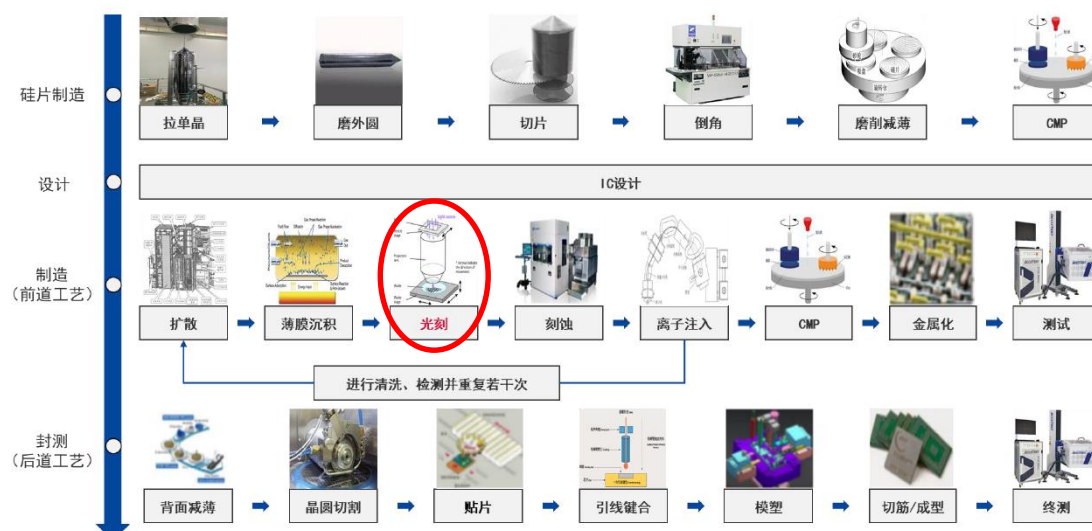 硅片制造
拉单晶
磨外圆
切片
倒角
磨削减薄
CMP
设计
IC设计
制造
（前道工艺）
扩散
薄膜沉积
光刻
刻蚀
离子注入
CMP
金属化
测试
进行清洗、检测并重复若干次
封测
（后道工艺）
背面减薄
晶圆切割
贴片
引线键合
模塑
切筋/成型
终测